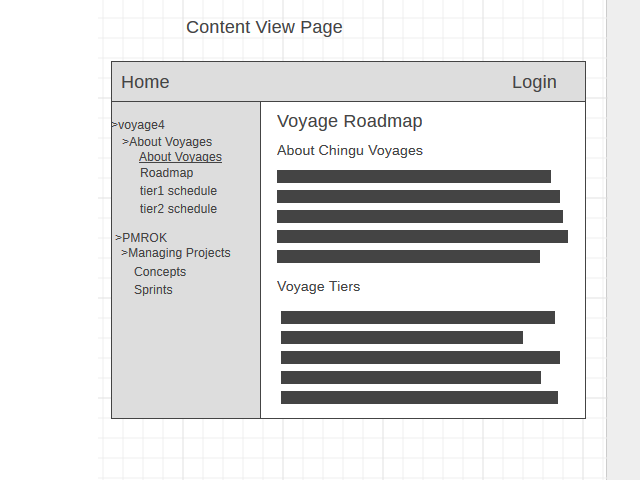 Content View Page
Home
Login
>voyage4
>About Voyages
About Voyages
Roadmap
tier1 schedule
tier2 schedule
>PMROK
>Managing Projects
Concepts
Sprints
Voyage Roadmap
About Chingu Voyages
Voyage Tiers